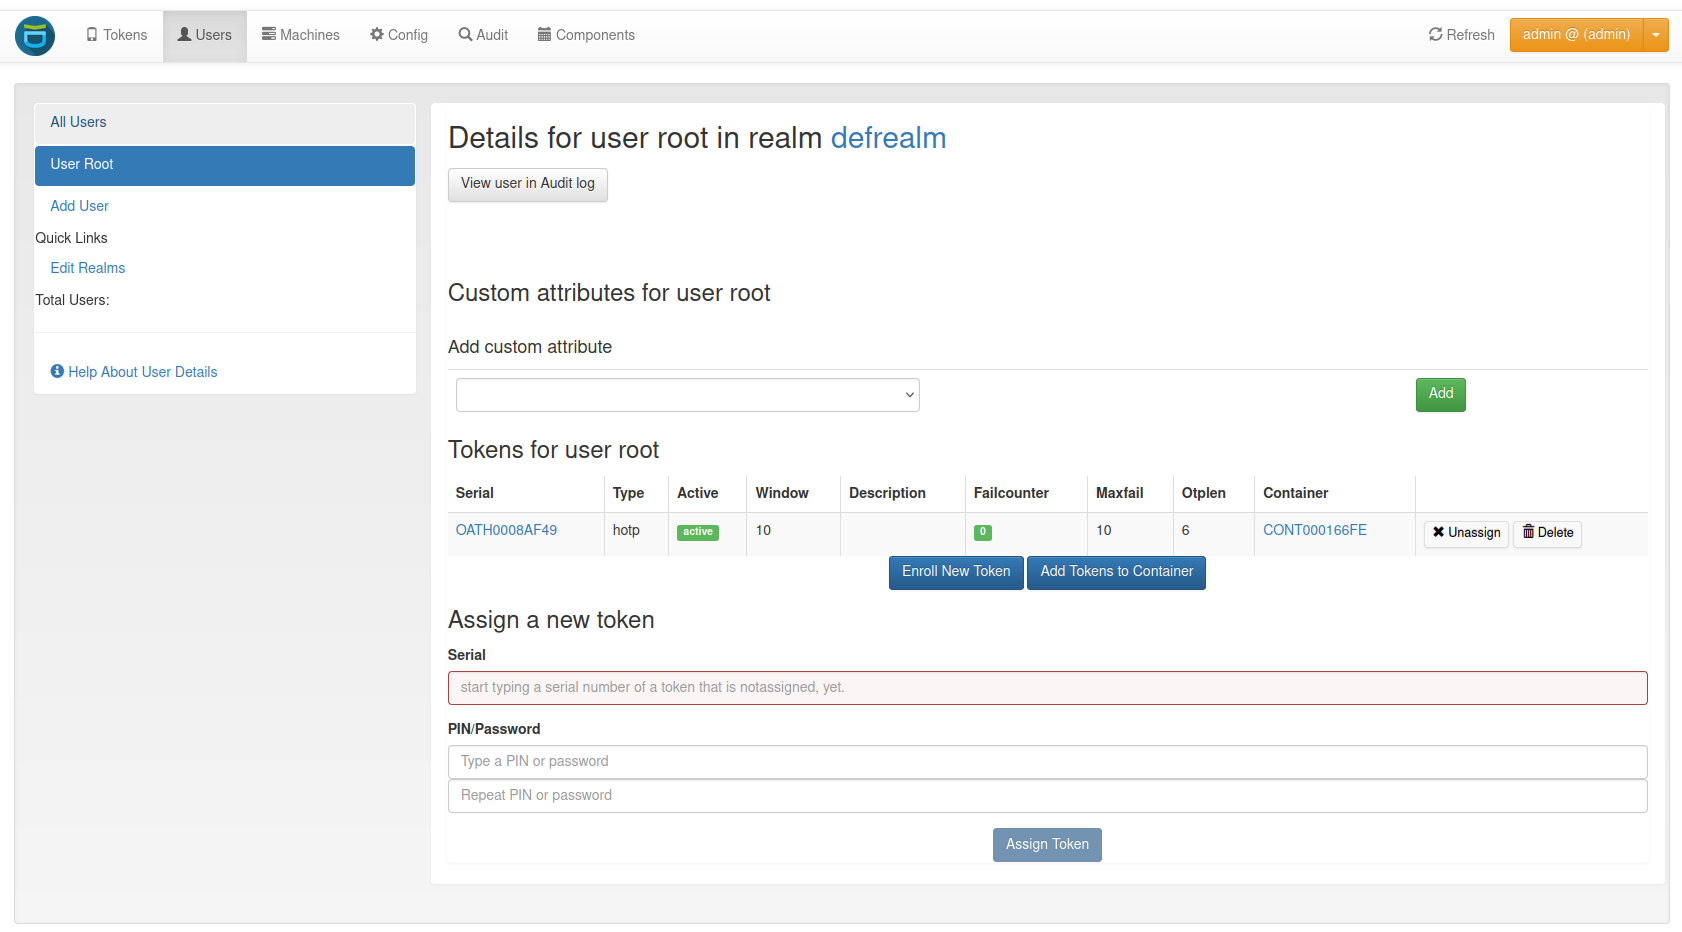 Tokens Users Machines Config Audit Components Refresh admin @ (admin)
All Users
User Root
Add User
Quick Links
Edit Realms
Total Users:
Help About User Details
Details for user root in realm defrealm
View user in Audit log
Custom attributes for user root
Add custom attribute
Add
Tokens for user root
Serial Type Active Window Description Failcounter Maxfail Otplen Container
OATH0008AF49 hotp active 10 0 10 6 CONT000166FE Unassign Delete
Enroll New Token Add Tokens to Container
Assign a new token
Serial
start typing a serial number of a token that is notassigned, yet.
PIN/Password
Type a PIN or password
Repeat PIN or password
Assign Token